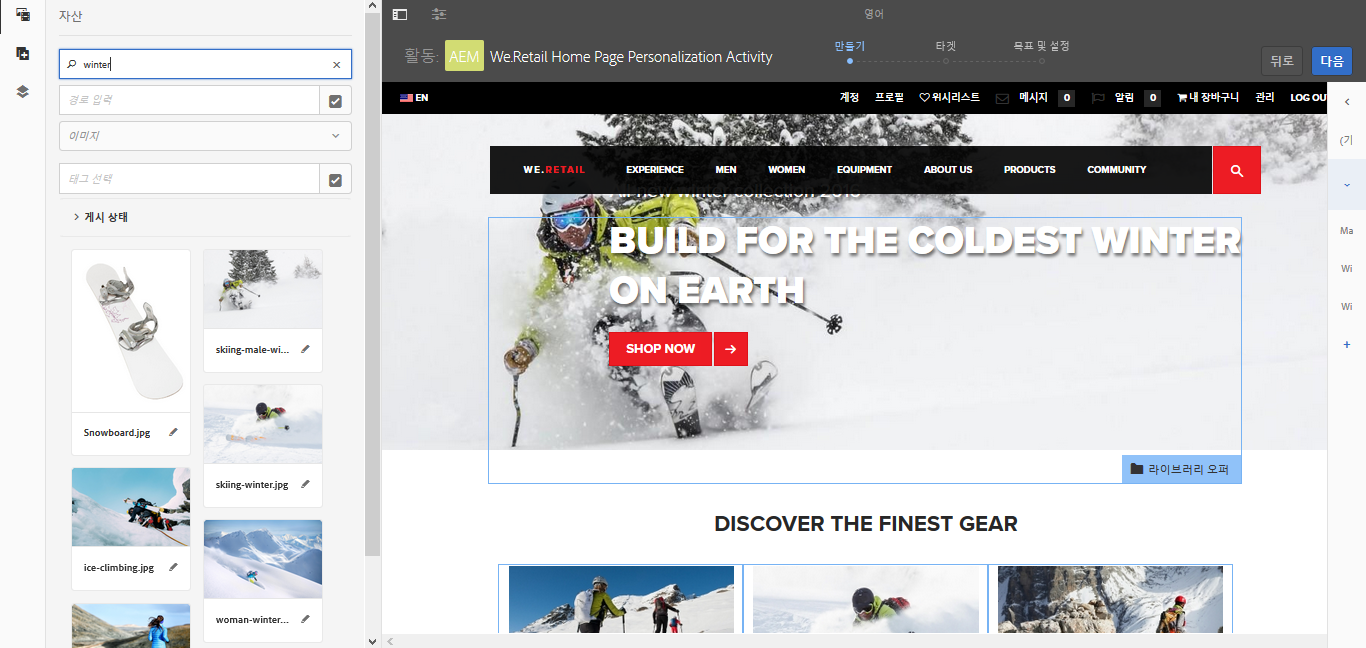 자산
winter
경로 입력
이미지
태그 선택
게시 상태
Snowboard.jpg
skiing-male-wi...
skiing-winter.jpg
ice-climbing.jpg
woman-winter...
영어
활동: AEM We.Retail Home Page Personalization Activity
만들기 타겟 목표 및 설정
뒤로 다음
EN 계정 프로필 위시리스트 메시지 0 알림 0 내 장바구니 관리 LOG OU
WE.RETAIL EXPERIENCE MEN WOMEN EQUIPMENT ABOUT US PRODUCTS COMMUNITY
BUILD FOR THE COLDEST WINTER
ON EARTH
SHOP NOW
라이브러리 오퍼
DISCOVER THE FINEST GEAR
(기
Ma
Wi
Wi
+